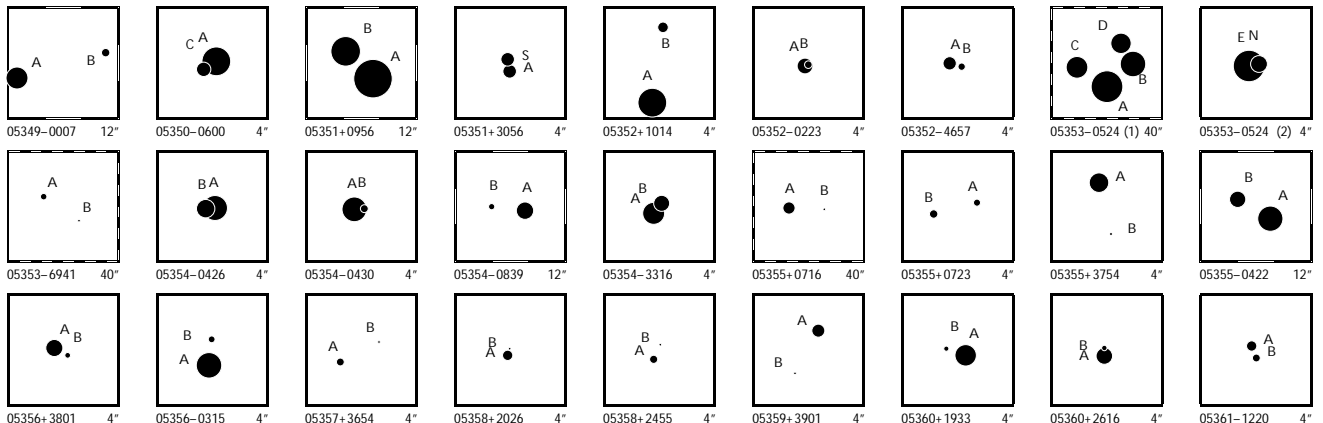 A B
C A
B A
S A
B A
A B
A B
D C B A
E N
05349−0007 12″ 05350−0600 4″ 05351+0956 12″ 05351+3056 4″ 05352+1014 4″ 05352−0223 4″ 05352−4657 4″ 05353−0524 (1) 40″ 05353−0524 (2) 4″
A B
B A
A B
B A
B A
A B
B A
A B
B A
05353−6941 40″ 05354−0426 4″ 05354−0430 4″ 05354−0839 12″ 05354−3316 4″ 05355+0716 40″ 05355+0723 4″ 05355+3754 4″ 05355−0422 12″
A B
B A
B A
B A
B A
A B
B A
B A
A B
05356+3801 4″ 05356−0315 4″ 05357+3654 4″ 05358+2026 4″ 05358+2455 4″ 05359+3901 4″ 05360+1933 4″ 05360+2616 4″ 05361−1220 4″